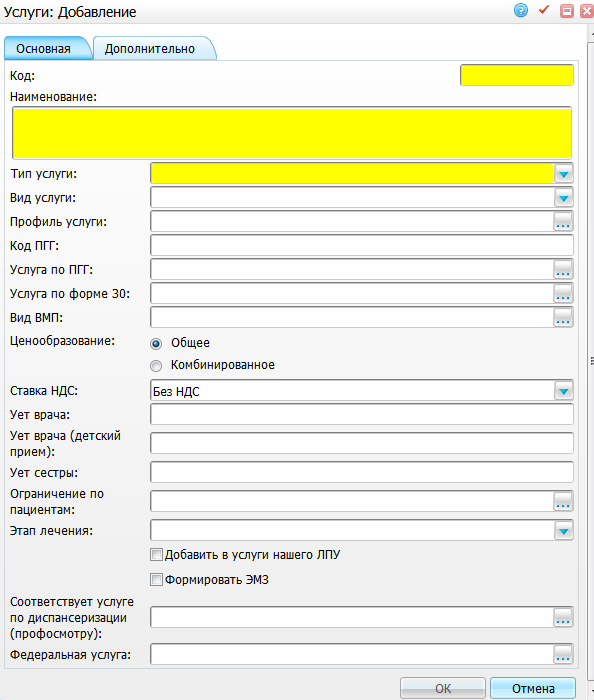 Услуги: Добавление
Основная
Дополнительно
Код:
Наименование:
Тип услуги:
Вид услуги:
Профиль услуги:
Код ПГГ:
Услуга по ПГГ:
Услуга по форме 30:
Вид ВМП:
Ценообразование:
Общее
Комбинированное
Ставка НДС:
Без НДС
Ует врача:
Ует врача (детский
прием):
Ует сестры:
Ограничение по
пациентам:
Этап лечения:
Добавить в услуги нашего ЛПУ
Формировать ЭМЗ
Соответствует услуге
по диспансеризации
(профосмотру):
Федеральная услуга:
ОК
Отмена